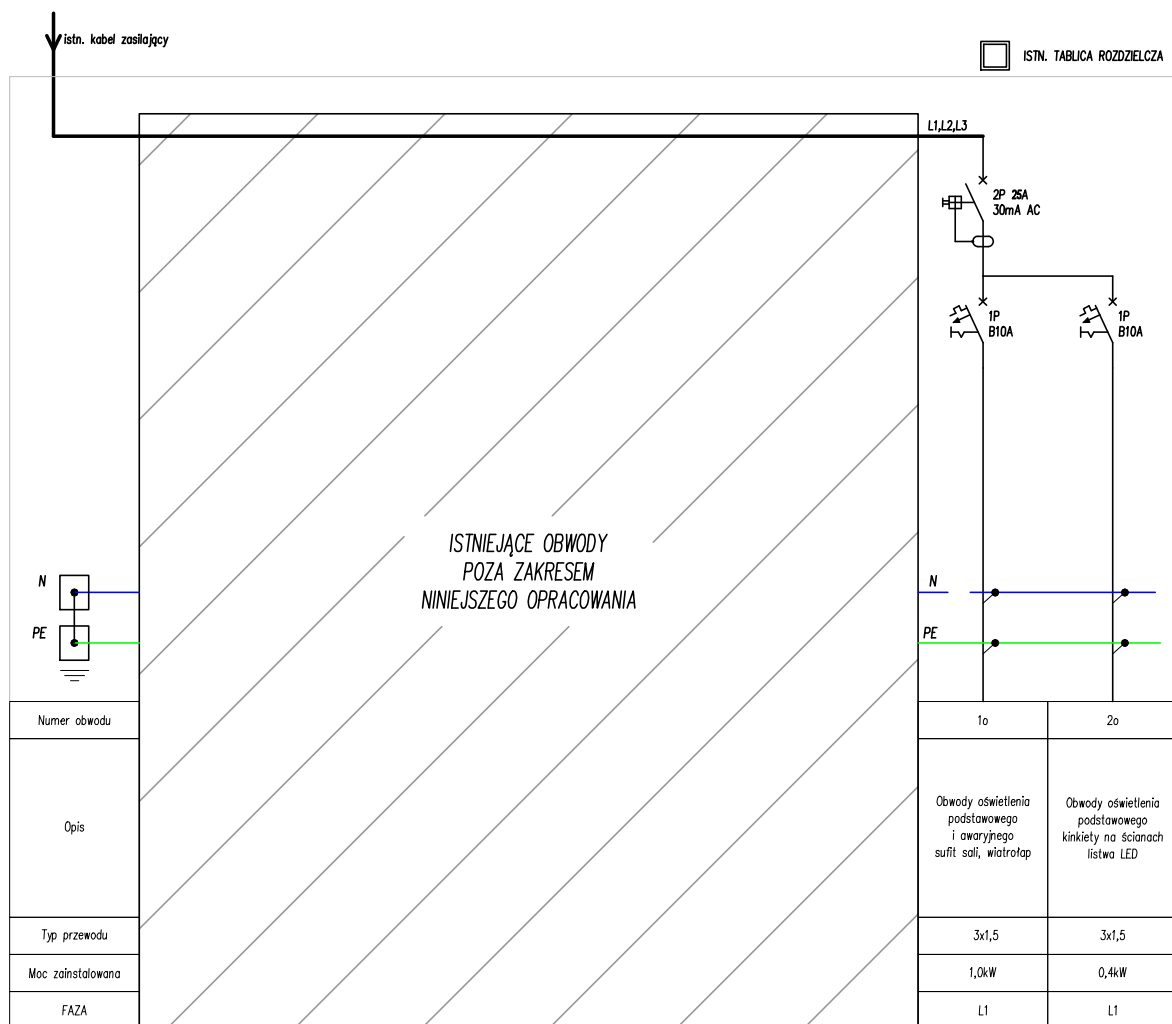 istn. kabel zasilający
ISTN. TABLICA ROZDZIELCZA
L1,L2,L3
2P 25A
30mA AC
1P
B10A
1P
B10A
ISTNIEJĄCE OBWODY
POZA ZAKRESEM
NINIEJSZEGO OPRACOWANIA
N
N
PE
PE
Numer obwodu
1o
2o
Opis
Obwody oświetlenia
podstawowego
i awaryjnego
sufit sali, wiatrołap
Obwody oświetlenia
podstawowego
kinkiety na ścianach
listwa LED
Typ przewodu
3x1,5
3x1,5
Moc zainstalowana
1,0kW
0,4kW
FAZA
L1
L1